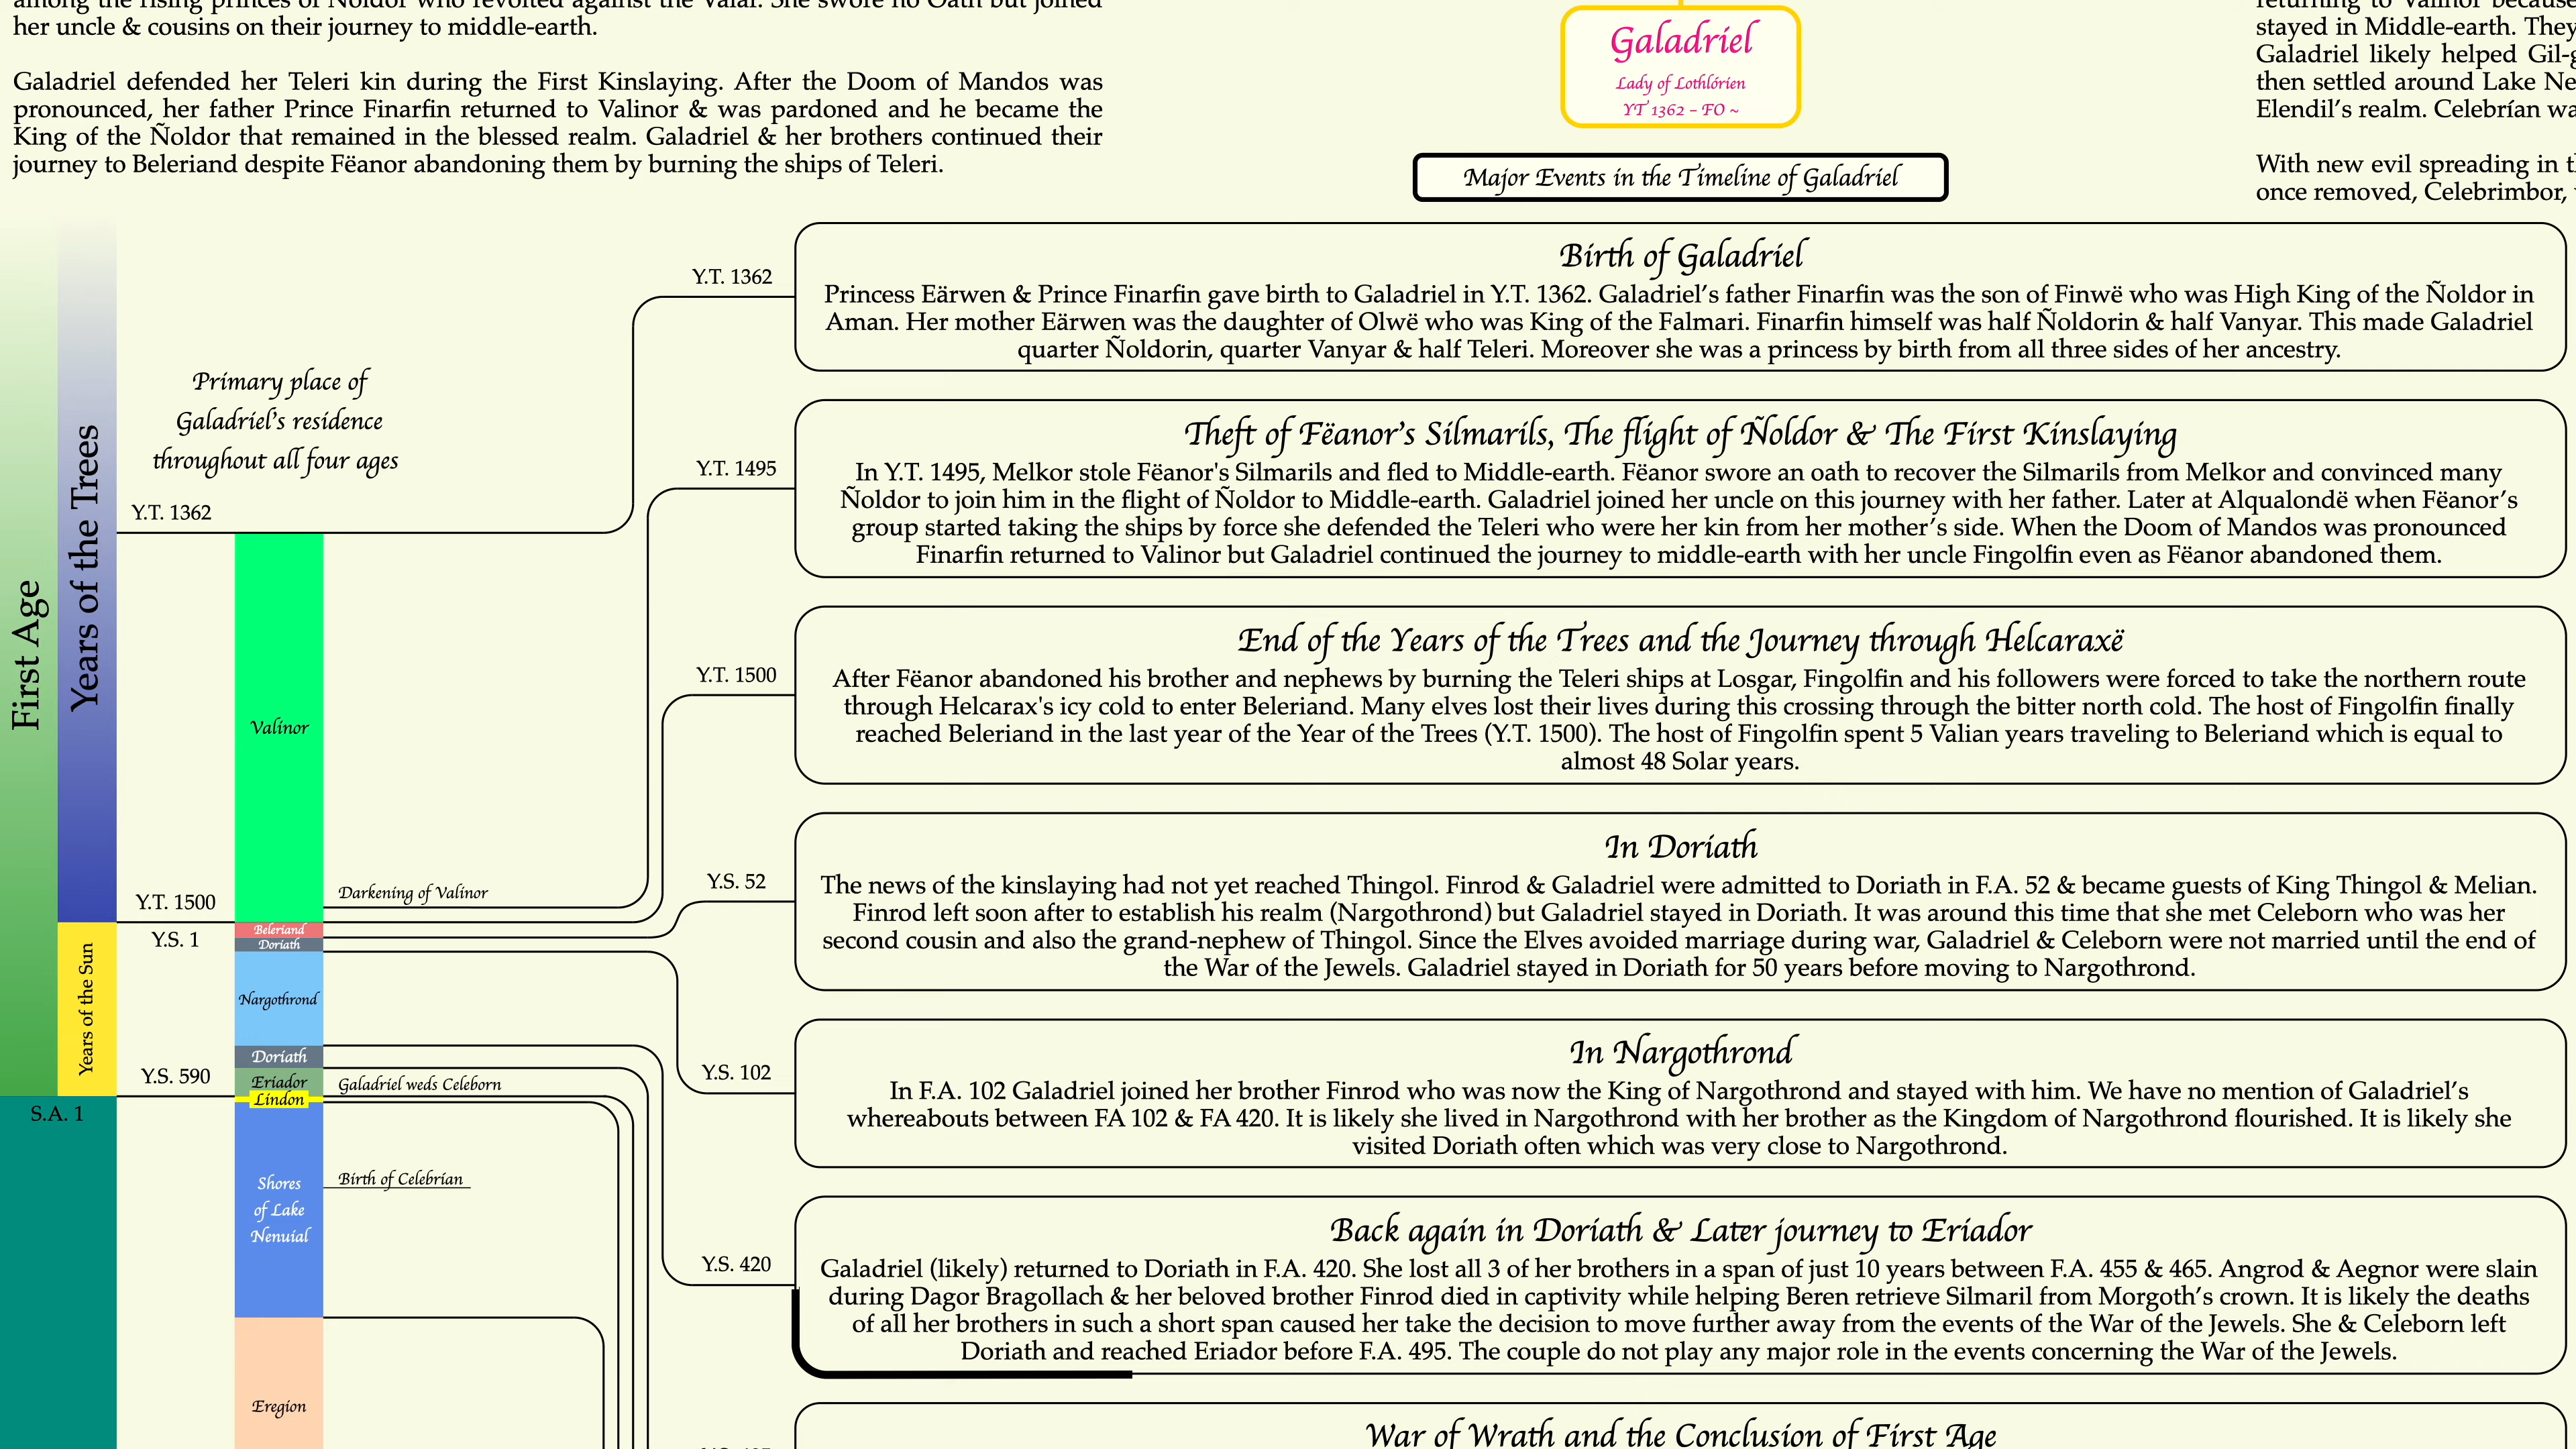 among the rising princes of Ñoldor who revolted against the Valar. She swore no Oath but joined
her uncle & cousins on their journey to middle-earth.
Galadriel defended her Teleri kin during the First Kinslaying. After the Doom of Mandos was
pronounced, her father Prince Finarfin returned to Valinor & was pardoned and he became the
King of the Ñoldor that remained in the blessed realm. Galadriel & her brothers continued their
journey to Beleriand despite Fëanor abandoning them by burning the ships of Teleri.
Galadriel
Lady of Lothlórien
YT 1362 – FO ~
Major Events in the Timeline of Galadriel
returning to Valinor because
stayed in Middle-earth. They
Galadriel likely helped
then settled around Lake
Elendil's realm. Celebrían
With new evil spreading in
once removed, Celebrimbor,
First Age
Years of the Trees
Years of the Sun
S.A. 1
Primary place of
Galadriel's residence
throughout all four ages
Y.T. 1362
Y.T. 1500
Y.S. 1
Y.S. 590
Valinor
Beleriand
Doriath
Nargothrond
Doriath
Eriador
Lindon
Shores
of Lake
Nenuial
Eregion
Darkening of Valinor
Galadriel weds Celeborn
Birth of Celebrian
Y.T. 1362
Birth of Galadriel
Princess Eärwen & Prince Finarfin gave birth to Galadriel in Y.T. 1362. Galadriel's father Finarfin was the son of Finwë who was High King of the Ñoldor in
Aman. Her mother Eärwen was the daughter of Olwë who was King of the Falmari. Finarfin himself was half Ñoldorin & half Vanyar. This made Galadriel
quarter Ñoldorin, quarter Vanyar & half Teleri. Moreover she was a princess by birth from all three sides of her ancestry.
Y.T. 1495
Theft of Fëanor's Silmarils, The flight of Ñoldor & The First Kinslaying
In Y.T. 1495, Melkor stole Fëanor's Silmarils and fled to Middle-earth. Fëanor swore an oath to recover the Silmarils from Melkor and convinced many
Ñoldor to join him in the flight of Ñoldor to Middle-earth. Galadriel joined her uncle on this journey with her father. Later at Alqualondë when Fëanor's
group started taking the ships by force she defended the Teleri who were her kin from her mother's side. When the Doom of Mandos was pronounced
Finarfin returned to Valinor but Galadriel continued the journey to middle-earth with her uncle Fingolfin even as Fëanor abandoned them.
Y.T. 1500
End of the Years of the Trees and the Journey through Helcaraxë
After Fëanor abandoned his brother and nephews by burning the Teleri ships at Losgar, Fingolfin and his followers were forced to take the northern route
through Helcarax's icy cold to enter Beleriand. Many elves lost their lives during this crossing through the bitter north cold. The host of Fingolfin finally
reached Beleriand in the last year of the Year of the Trees (Y.T. 1500). The host of Fingolfin spent 5 Valian years traveling to Beleriand which is equal to
almost 48 Solar years.
Y.S. 52
In Doriath
The news of the kinslaying had not yet reached Thingol. Finrod & Galadriel were admitted to Doriath in F.A. 52 & became guests of King Thingol & Melian.
Finrod left soon after to establish his realm (Nargothrond) but Galadriel stayed in Doriath. It was around this time that she met Celeborn who was her
second cousin and also the grand-nephew of Thingol. Since the Elves avoided marriage during war, Galadriel & Celeborn were not married until the end of
the War of the Jewels. Galadriel stayed in Doriath for 50 years before moving to Nargothrond.
Y.S. 102
In Nargothrond
In F.A. 102 Galadriel joined her brother Finrod who was now the King of Nargothrond and stayed with him. We have no mention of Galadriel's
whereabouts between FA 102 & FA 420. It is likely she lived in Nargothrond with her brother as the Kingdom of Nargothrond flourished. It is likely she
visited Doriath often which was very close to Nargothrond.
Y.S. 420
Back again in Doriath & Later journey to Eriador
Galadriel (likely) returned to Doriath in F.A. 420. She lost all 3 of her brothers in a span of just 10 years between F.A. 455 & 465. Angrod & Aegnor were slain
during Dagor Bragollach & her beloved brother Finrod died in captivity while helping Beren retrieve Silmaril from Morgoth's crown. It is likely the deaths
of all her brothers in such a short span caused her take the decision to move further away from the events of the War of the Jewels. She & Celeborn left
Doriath and reached Eriador before F.A. 495. The couple do not play any major role in the events concerning the War of the Jewels.
War of Wrath and the Conclusion of First Age